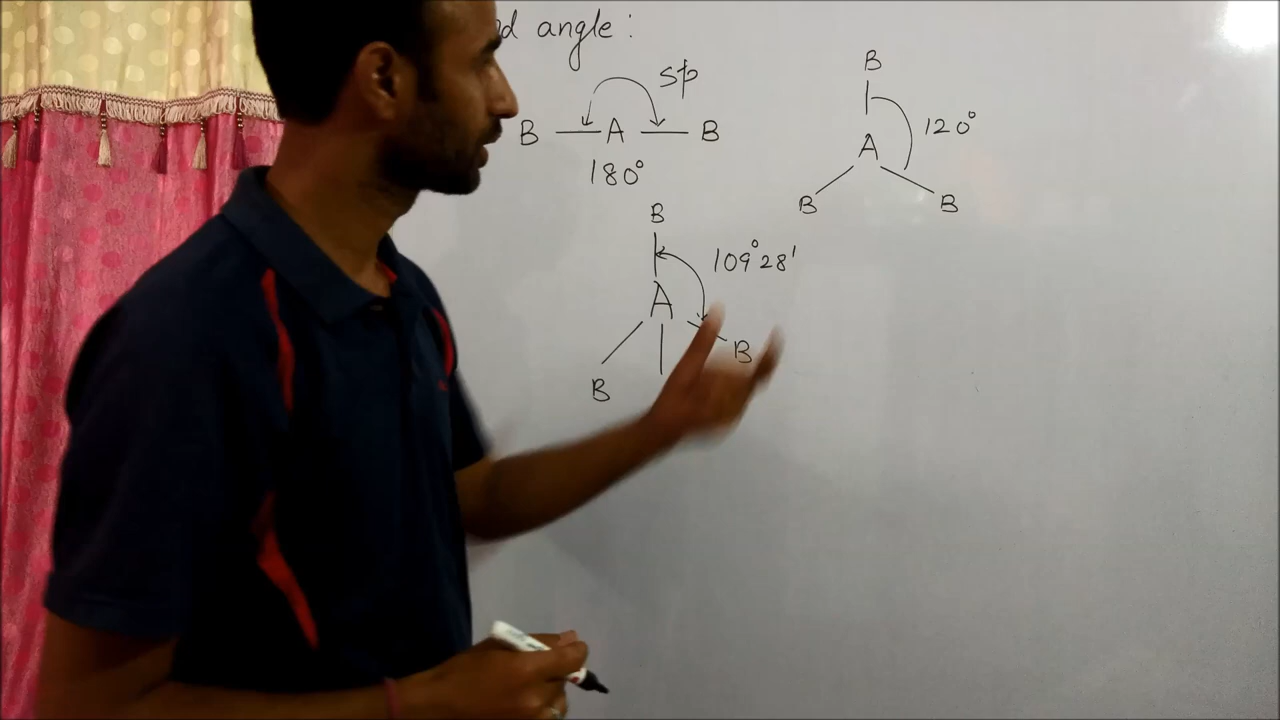 angle :
sp
B — A — B
180°
B
A
120°
B B
B
109°28'
A
B
B